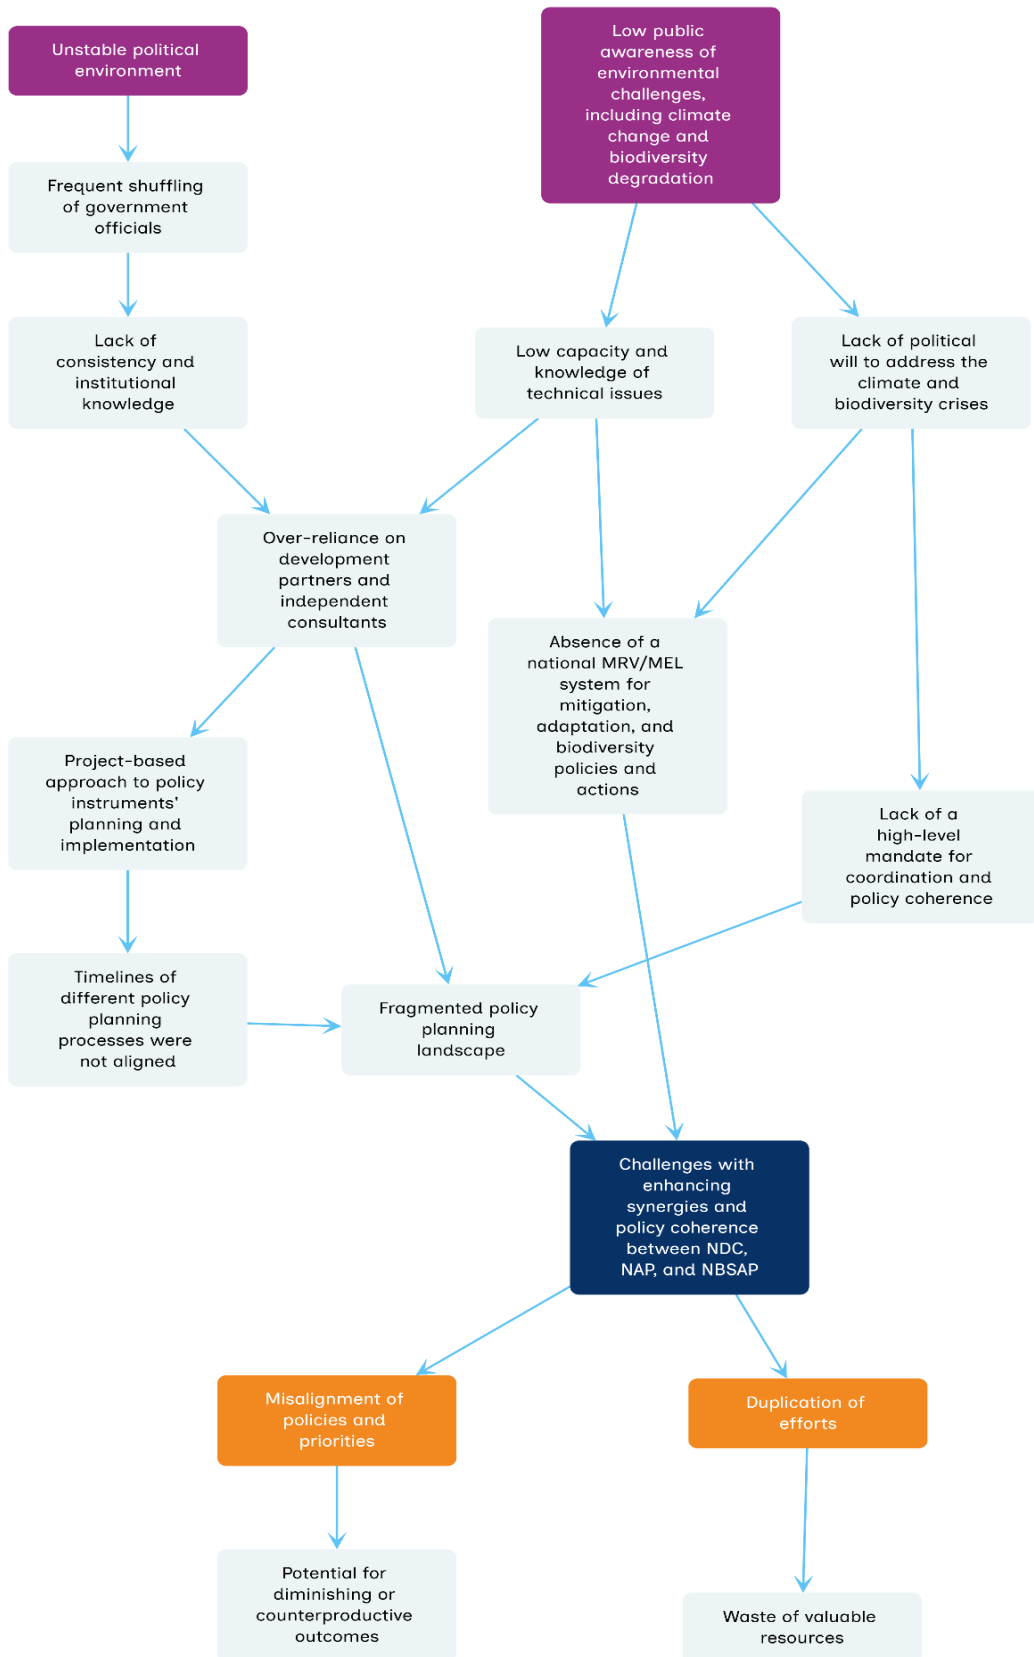 Unstable political
environment
Low public
awareness of
environmental
challenges,
including climate
change and
biodiversity
degradation
Frequent shuffling
of government
officials
Lack of
consistency and
institutional
knowledge
Low capacity and
knowledge of
technical issues
Lack of political
will to address the
climate and
biodiversity crises
Over-reliance on
development
partners and
independent
consultants
Absence of a
national MRV/MEL
system for
mitigation,
adaptation, and
biodiversity
policies and
actions
Project-based
approach to policy
instruments'
planning and
implementation
Lack of a
high-level
mandate for
coordination and
policy coherence
Timelines of
different policy
planning
processes were
not aligned
Fragmented policy
planning
landscape
Challenges with
enhancing
synergies and
policy coherence
between NDC,
NAP, and NBSAP
Misalignment of
policies and
priorities
Duplication of
efforts
Potential for
diminishing or
counterproductive
outcomes
Waste of valuable
resources